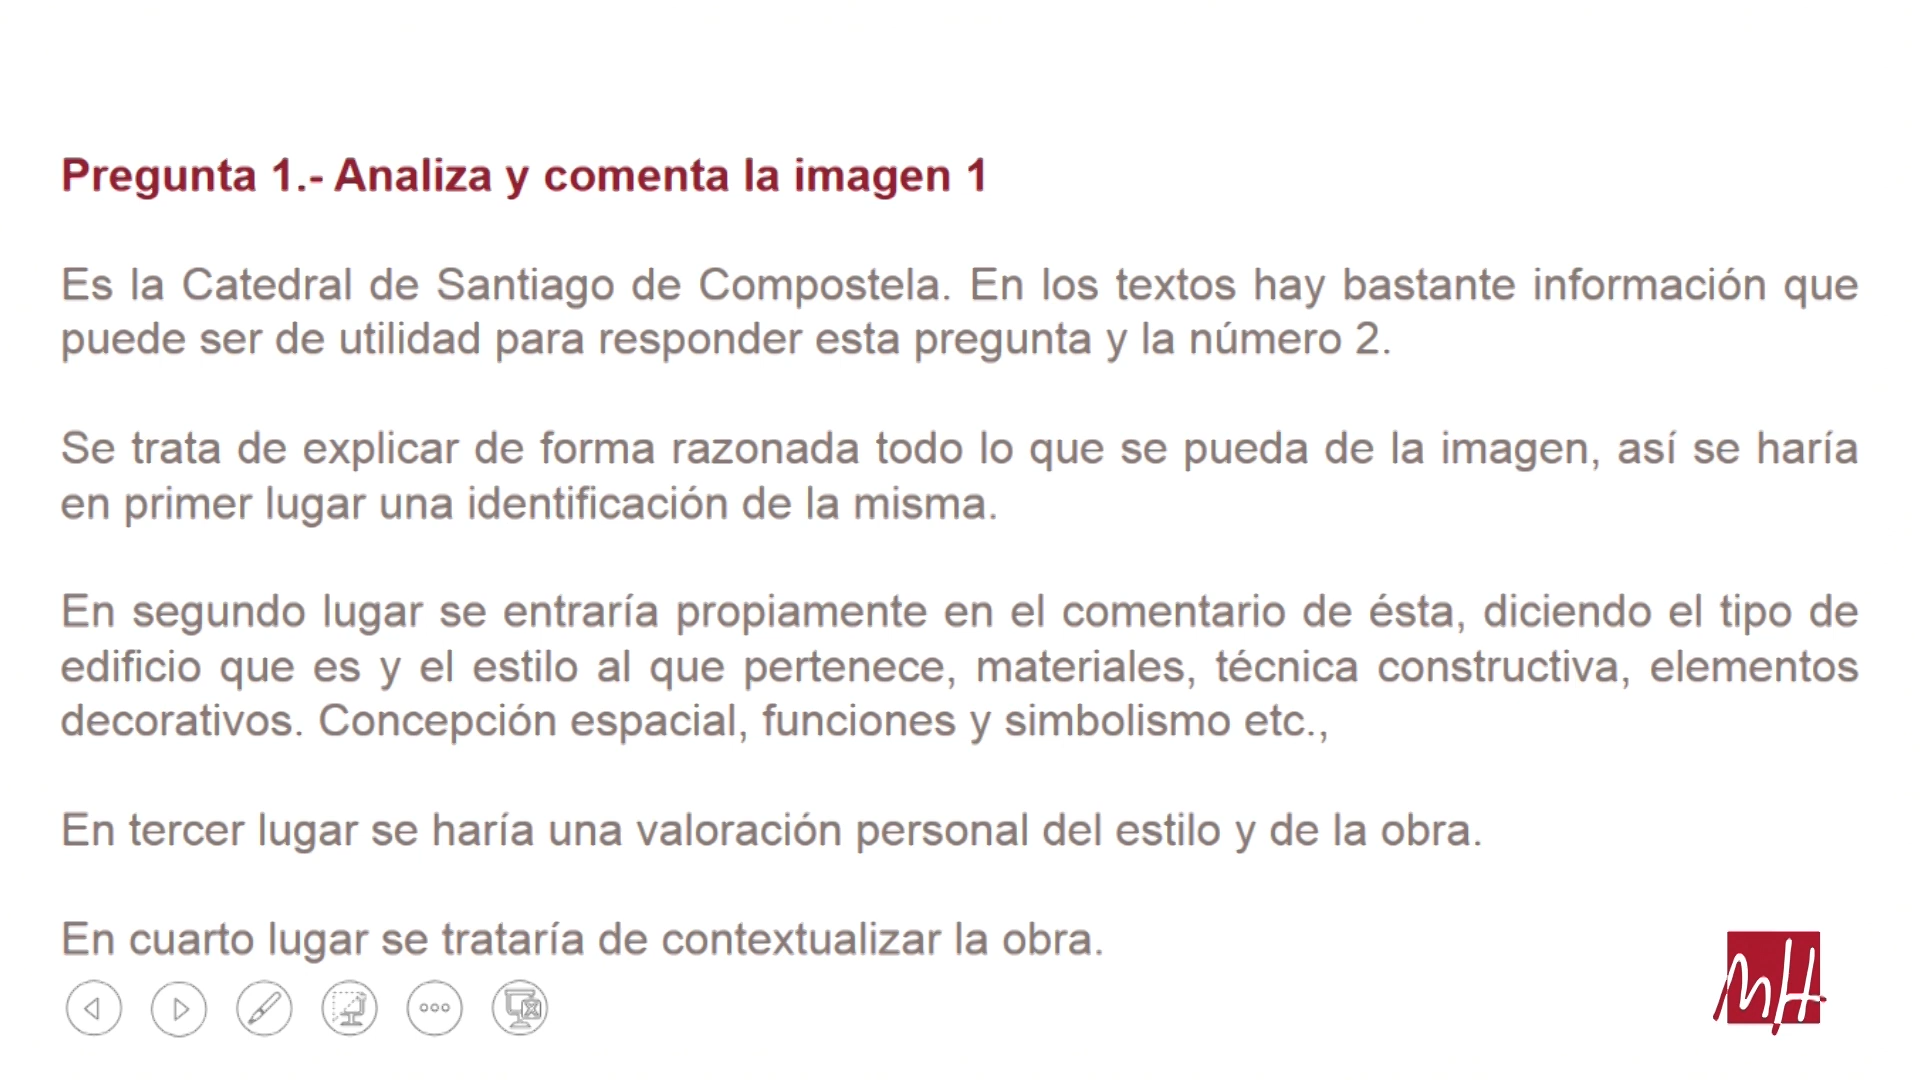 Pregunta 1.- Analiza y comenta la imagen 1
Es la Catedral de Santiago de Compostela. En los textos hay bastante información que
puede ser de utilidad para responder esta pregunta y la número 2.
Se trata de explicar de forma razonada todo lo que se pueda de la imagen, así se haría
en primer lugar una identificación de la misma.
En segundo lugar se entraría propiamente en el comentario de ésta, diciendo el tipo de
edificio que es y el estilo al que pertenece, materiales, técnica constructiva, elementos
decorativos. Concepción espacial, funciones y simbolismo etc.,
En tercer lugar se haría una valoración personal del estilo y de la obra.
En cuarto lugar se trataría de contextualizar la obra.
MH